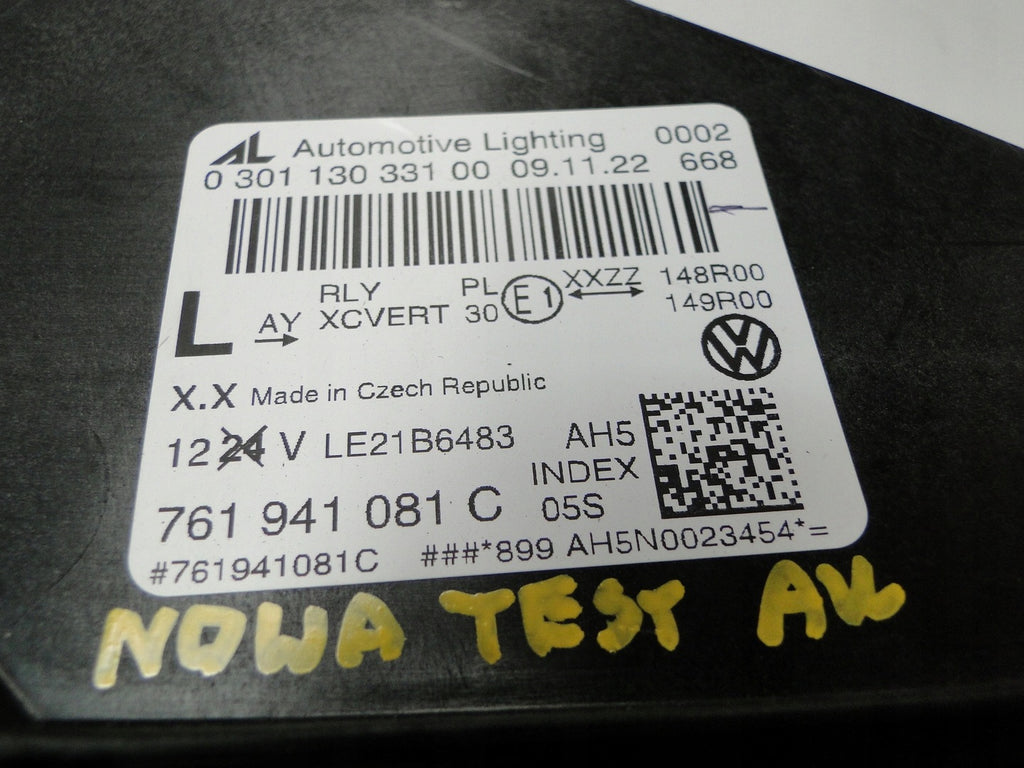 AL Automotive Lighting 0002
0 301 130 331 00 09.11.22 668
L AY RLY PL E1 XXZZ 148R00
XCVERT 30 149R00
VW
X.X Made in Czech Republic
12 24 V LE21B6483 AH5
INDEX
761 941 081 C 05S
#761941081C ###*899 AH5N0023454*=
NOWA TEST